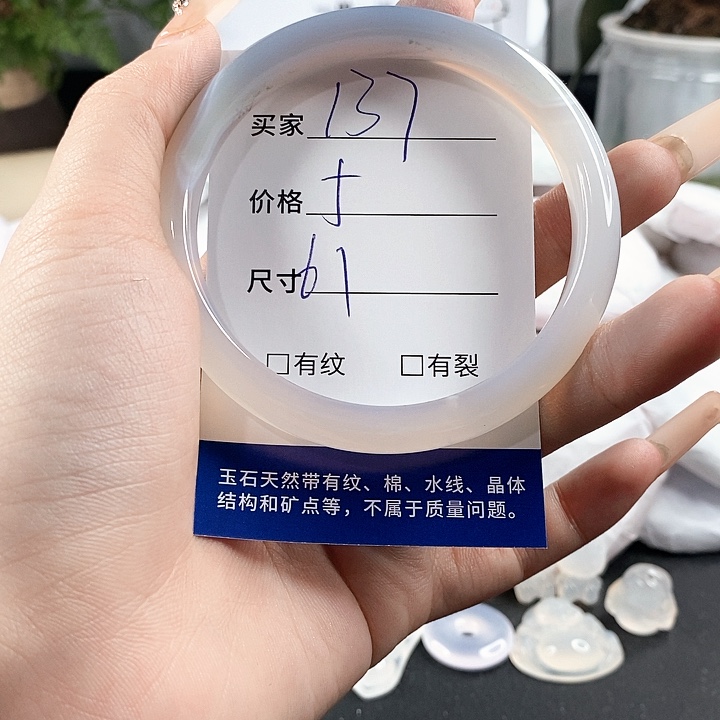 买家 137
价格
尺寸 61
□有纹 □有裂
玉石天然带有纹、棉、水线、晶体
结构和矿点等，不属于质量问题。